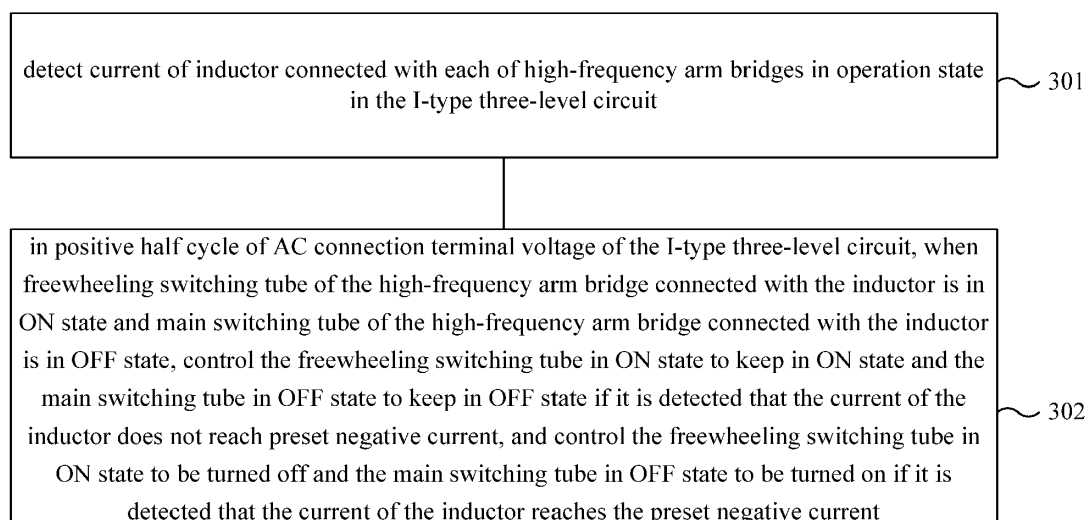 detect current of inductor connected with each of high-frequency arm bridges in operation state
in the I-type three-level circuit
301
in positive half cycle of AC connection terminal voltage of the I-type three-level circuit, when
freewheeling switching tube of the high-frequency arm bridge connected with the inductor is in
ON state and main switching tube of the high-frequency arm bridge connected with the inductor
is in OFF state, control the freewheeling switching tube in ON state to keep in ON state and the
main switching tube in OFF state to keep in OFF state if it is detected that the current of the
inductor does not reach preset negative current, and control the freewheeling switching tube in
ON state to be turned off and the main switching tube in OFF state to be turned on if it is
detected that the current of the inductor reaches the preset negative current
302